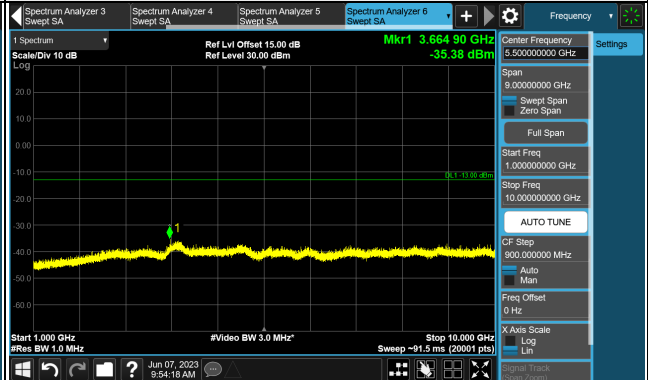 Spectrum Analyzer 3 Spectrum Analyzer 4 Spectrum Analyzer 5 Spectrum Analyzer 6 Frequency
Swept SA Swept SA Swept SA Swept SA
1 Spectrum
Scale/Div 10 dB
Log
Ref Lvl Offset 15.00 dB
Ref Level 30.00 dBm
Mkr1 3.664 90 GHz
-35.38 dBm
20.0
10.0
0.00
-10.0
DL1 -13.00 dBm
-20.0
-30.0
1
-40.0
-50.0
-60.0
Start 1.000 GHz #Video BW 3.0 MHz* Stop 10.000 GHz
#Res BW 1.0 MHz Sweep ~91.5 ms (20001 pts)
Center Frequency
5.500000000 GHz
Settings
Span
9.00000000 GHz
Swept Span
Zero Span
Full Span
Start Freq
1.000000000 GHz
Stop Freq
10.000000000 GHz
AUTO TUNE
CF Step
900.000000 MHz
Auto
Man
Freq Offset
0 Hz
X Axis Scale
Log
Lin
Signal Track
(Span Zoom)
? Jun 07, 2023
9:54:18 AM